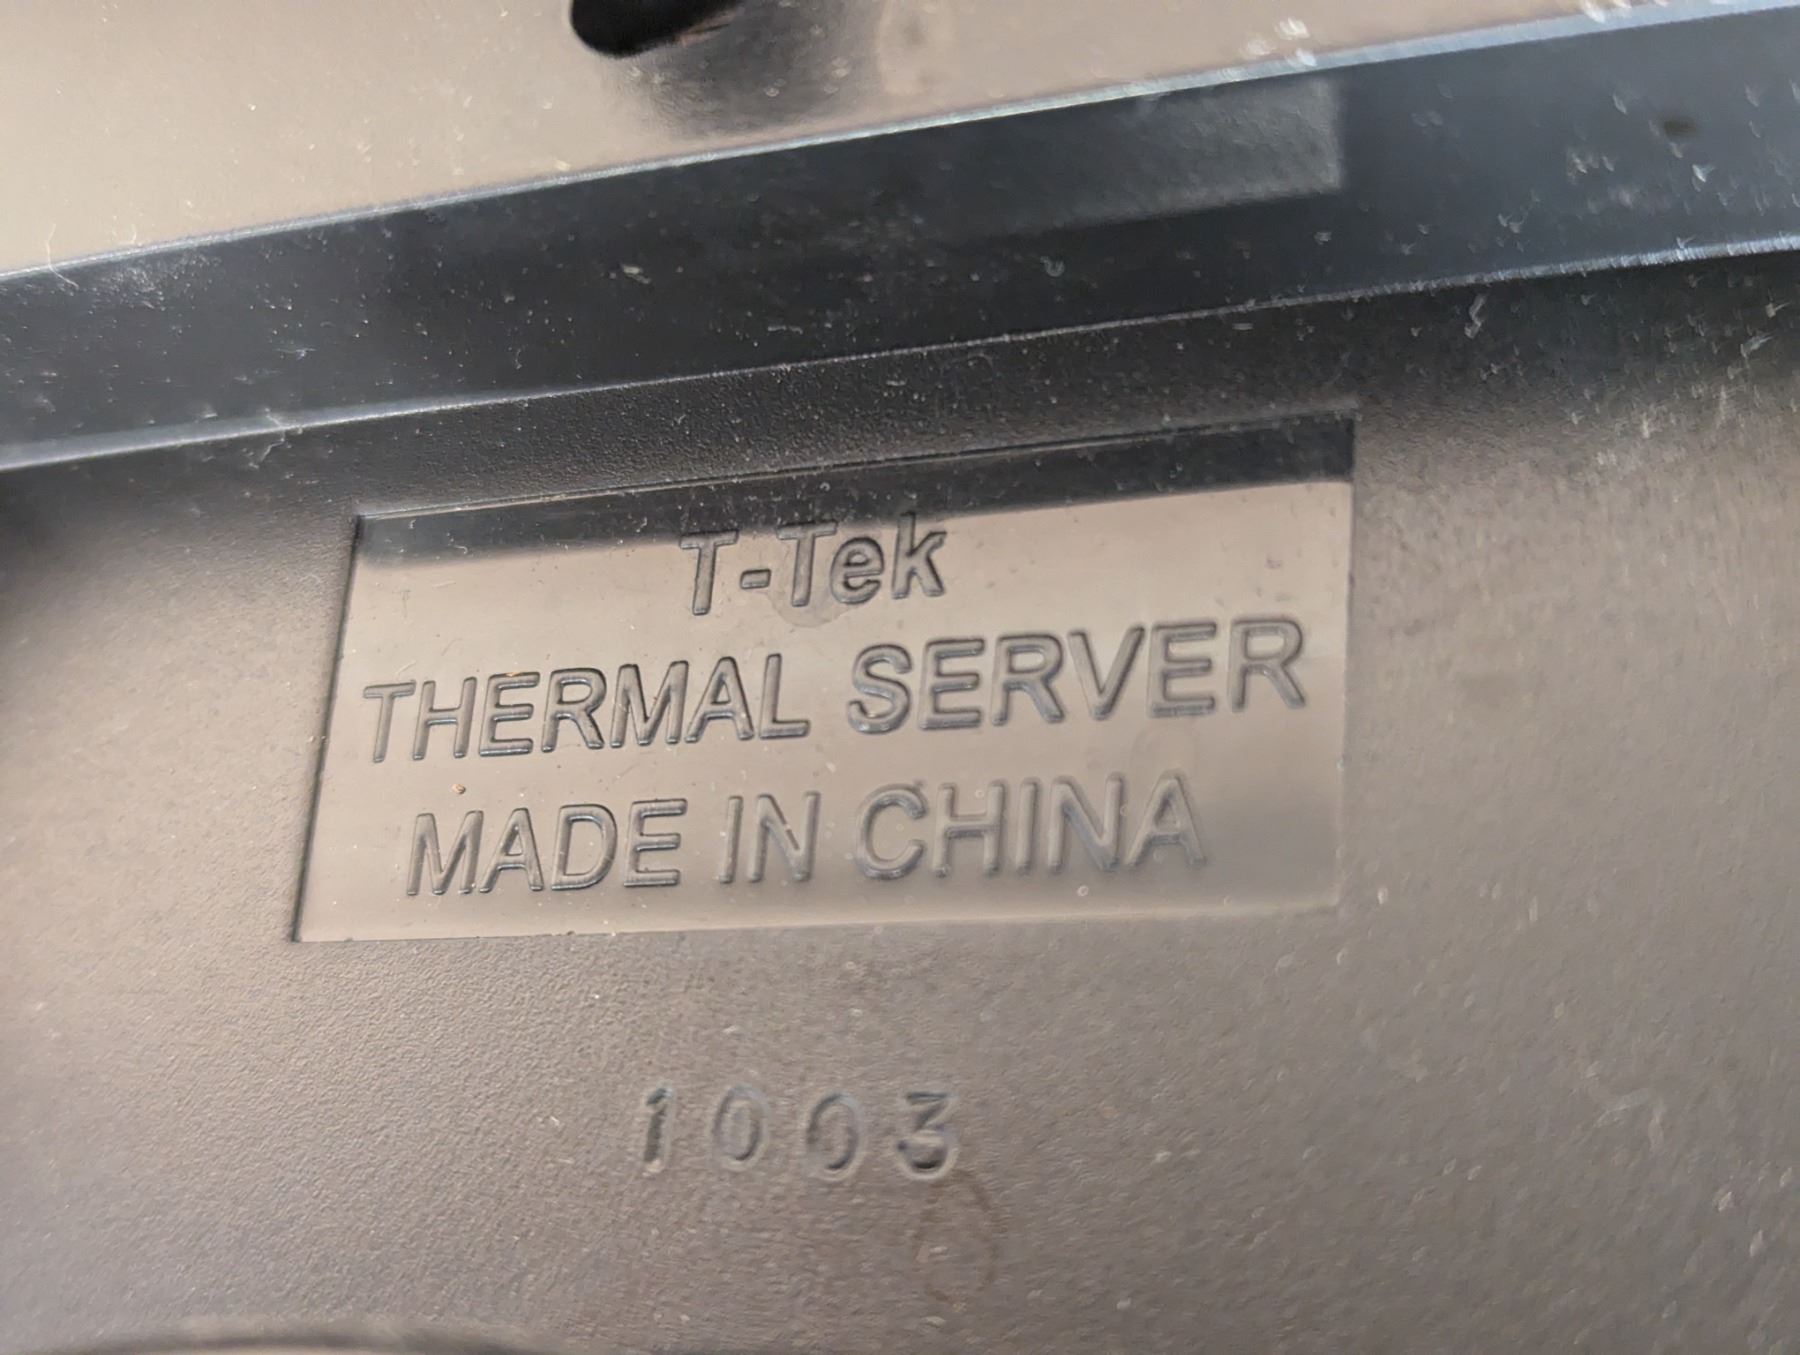 T-Tek
THERMAL SERVER
MADE IN CHINA
1003